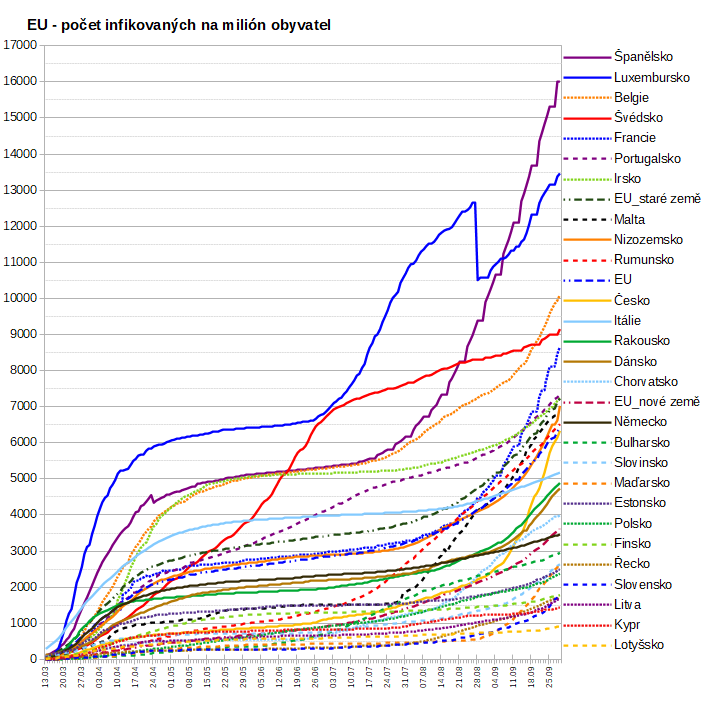 EU - počet infikovaných na milión obyvatel
17000
16000
15000
14000
13000
12000
11000
10000
9000
8000
7000
6000
5000
4000
3000
2000
1000
0
13.03
20.03
27.03
03.04
10.04
17.04
24.04
01.05
08.05
15.05
22.05
29.05
05.06
12.06
19.06
26.06
03.07
10.07
17.07
24.07
31.07
07.08
14.08
21.08
28.08
04.09
11.09
18.09
25.09
Španělsko
Luxembursko
Belgie
Švédsko
Francie
Portugalsko
Irsko
EU_staré země
Malta
Nizozemsko
Rumunsko
EU
Česko
Itálie
Rakousko
Dánsko
Chorvatsko
EU_nové země
Německo
Bulharsko
Slovinsko
Maďarsko
Estonsko
Polsko
Finsko
Řecko
Slovensko
Litva
Kypr
Lotyšsko